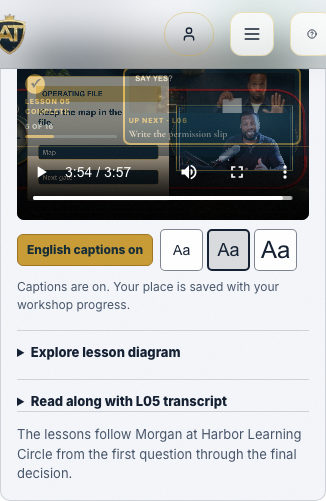 AT
SAY YES?
OPERATING FILE
LESSON 05
Keep the map in the
file.
5 OF 16
UP NEXT · L06
Write the permission slip
Map
3:54 / 3:57
English captions on
Aa
Aa
Aa
Captions are on. Your place is saved with your
workshop progress.
Explore lesson diagram
Read along with L05 transcript
The lessons follow Morgan at Harbor Learning
Circle from the first question through the final
decision.